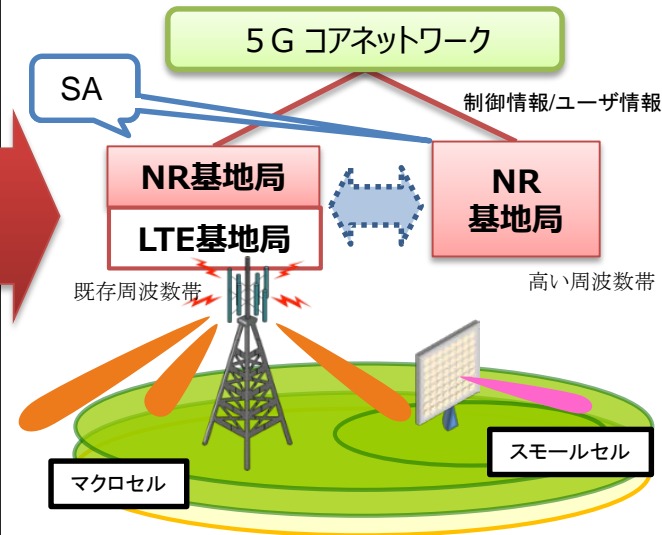 ５Ｇ コアネットワーク
SA
制御情報/ユーザ情報
NR基地局
LTE基地局
NR
基地局
既存周波数帯
高い周波数帯
スモールセル
マクロセル